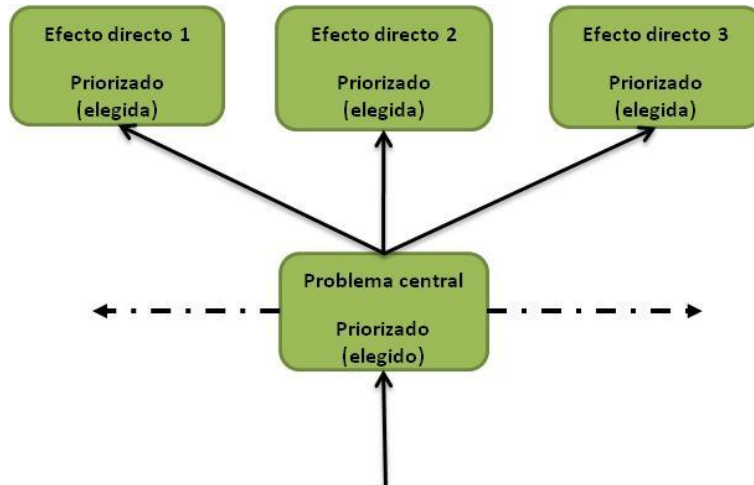 Efecto directo 1
Priorizado
(elegida)
Efecto directo 2
Priorizado
(elegida)
Efecto directo 3
Priorizado
(elegida)
Problema central
Priorizado
(elegido)